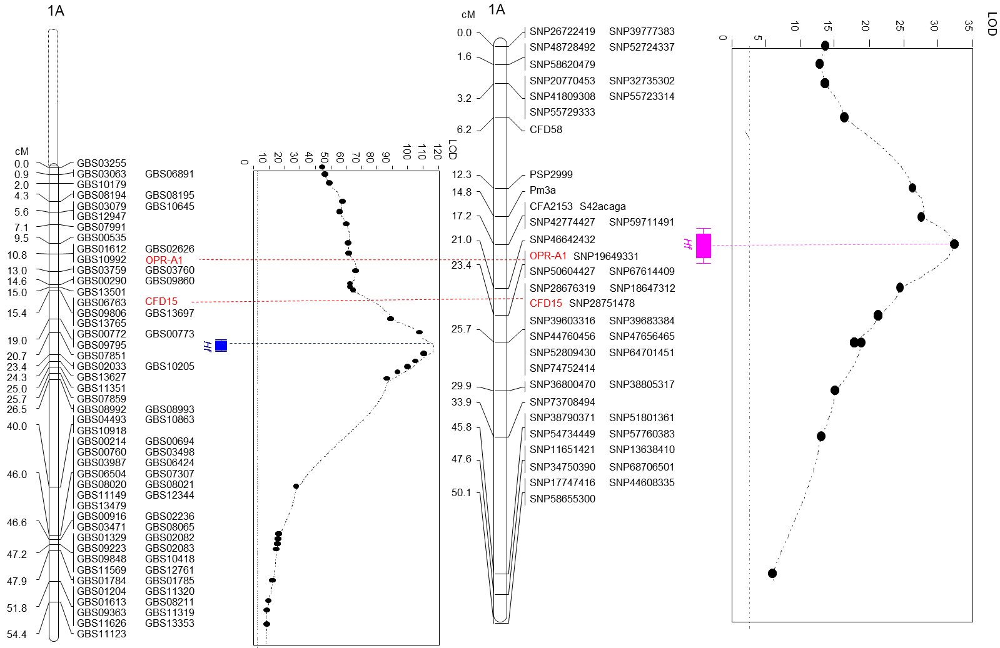 1A
cM
0.0 GBS03255
0.9 GBS03063 GBS06891
2.0 GBS10179
4.3 GBS08194 GBS08195
5.6 GBS03079 GBS10645
GBS12947
7.1 GBS07991
9.5 GBS00535
10.8 GBS01612 GBS02626
GBS10992 OPR-A1
13.0 GBS03759 GBS03760
14.6 GBS00290 GBS09860
15.0 GBS13501
GBS06763 CFD15
15.4 GBS09806 GBS13697
GBS13765
19.0 GBS00772 GBS00773
GBS09795
20.7 GBS07851
23.4 GBS02033 GBS10205
24.3 GBS13627
25.0 GBS11351
25.7 GBS07859
26.5 GBS08992 GBS08993
GBS04493 GBS10863
40.0 GBS10918
GBS00214 GBS00694
GBS00760 GBS03498
GBS03987 GBS06424
46.0 GBS06504 GBS07307
GBS08020 GBS08021
GBS11149 GBS12344
GBS13479
46.6 GBS00916 GBS02236
GBS03471 GBS08065
GBS01329 GBS02082
47.2 GBS09223 GBS02083
GBS09848 GBS10418
GBS11569 GBS12761
47.9 GBS01784 GBS01785
GBS01204 GBS11320
51.8 GBS01613 GBS08211
GBS09363 GBS11319
GBS11626 GBS13353
54.4 GBS11123
0 10 20 30 40 50 60 70 80 90 100 110 120 LOD
Hf
1A
cM
0.0 SNP26722419 SNP39777383
SNP48728492 SNP52724337
1.6 SNP58620479
SNP20770453 SNP32735302
3.2 SNP41809308 SNP55723314
SNP55729333
6.2 CFD58
12.3 PSP2999
14.8 Pm3a
CFA2153 S42acaga
17.2 SNP42774427 SNP59711491
21.0 SNP46642432
OPR-A1 SNP19649331
23.4 SNP50604427 SNP67614409
SNP28676319 SNP18647312
CFD15 SNP28751478
25.7 SNP39603316 SNP39683384
SNP44760456 SNP47656465
SNP52809430 SNP64701451
SNP74752414
29.9 SNP36800470 SNP38805317
33.9 SNP73708494
SNP38790371 SNP51801361
45.8 SNP54734449 SNP57760383
SNP11651421 SNP13638410
47.6 SNP34750390 SNP68706501
SNP17747416 SNP44608335
50.1 SNP58655300
0 5 10 15 20 25 30 35 LOD
Hf